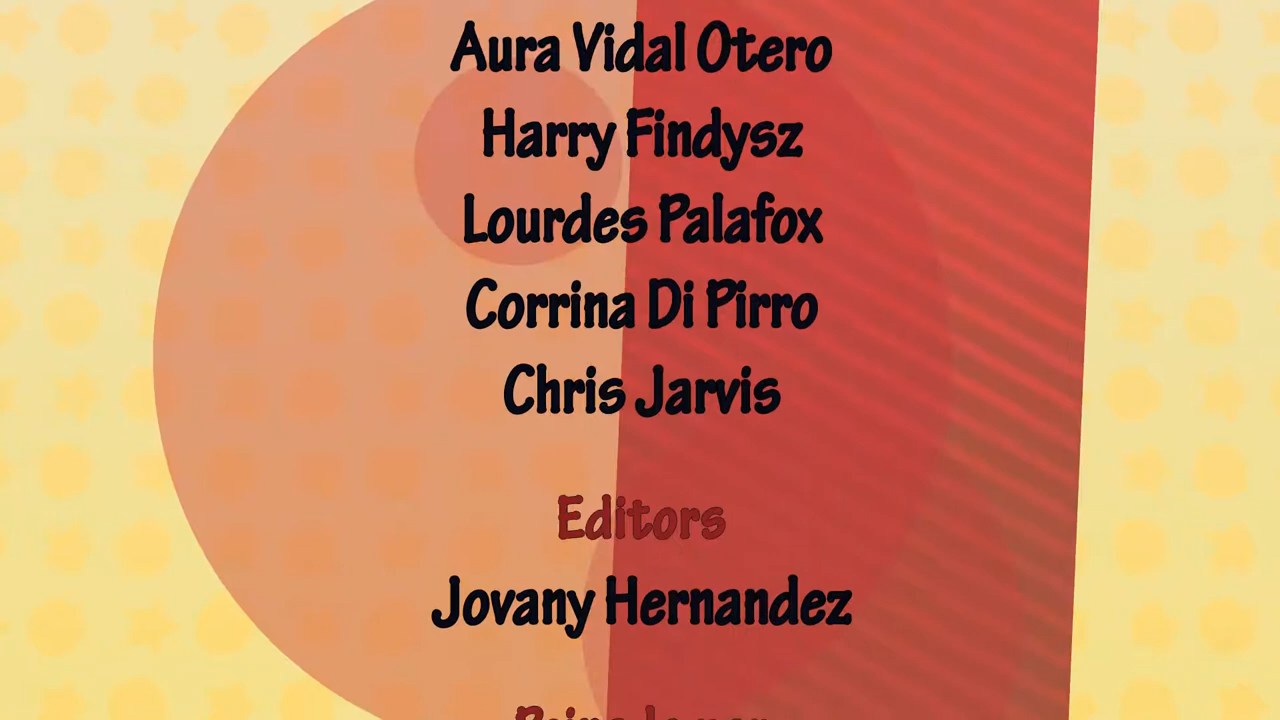 Aura Vidal Otero
Harry Findysz
Lourdes Palafox
Corrina Di Pirro
Chris Jarvis
Editors
Jovany Hernandez